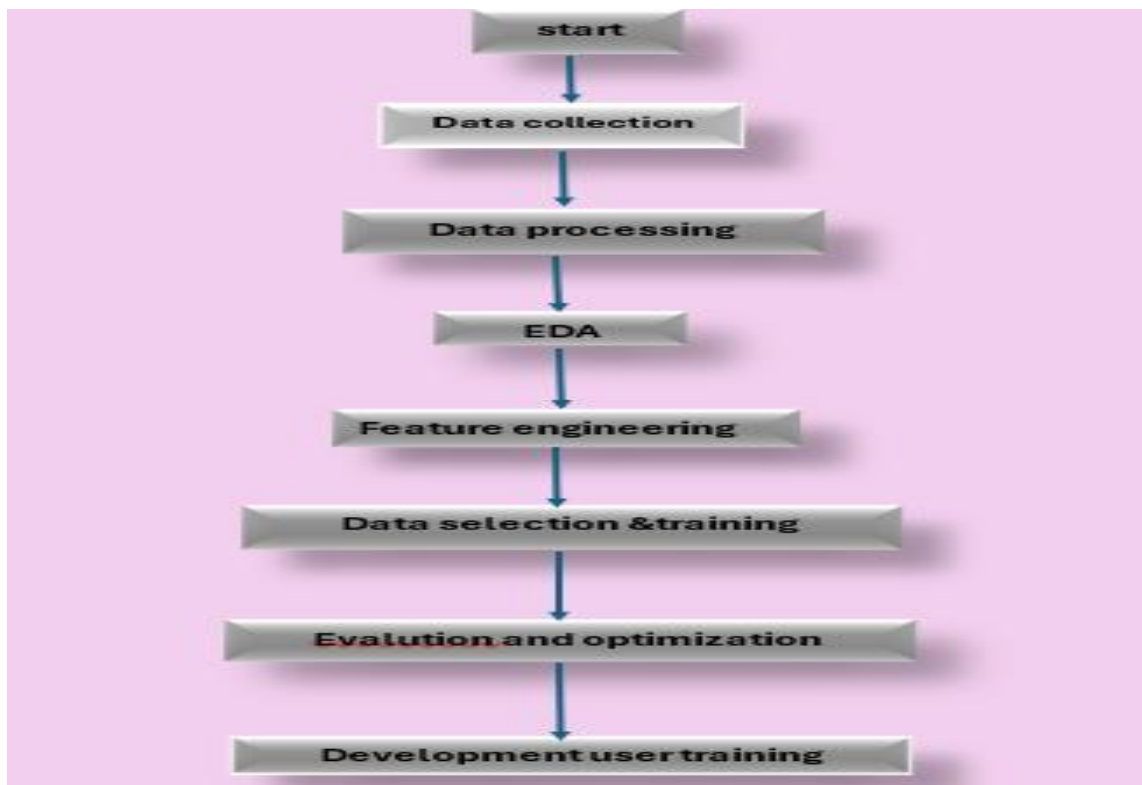 start
Data collection
Data processing
EDA
Feature engineering
Data selection &training
Evalution and optimization
Development user training